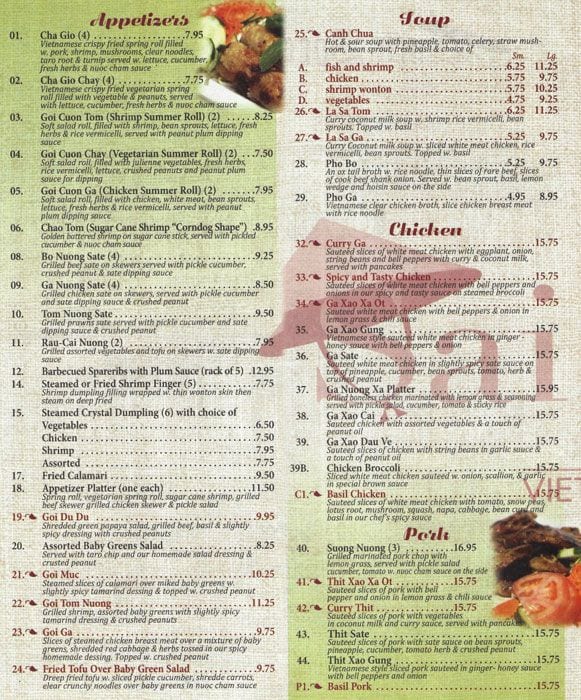 Appetizers
01. Cha Gio (4) 7.95
Vietnamese crispy fried spring roll filled
w. pork, shrimp, mushrooms, clear noodles,
taro root & turnip served w. lettuce, cucumber,
fresh herbs & nuoc cham sauce
02. Cha Gio Chay (4) 7.75
Vietnamese crispy fried vegetarian spring
roll filled with vegetable & peanuts, served
with lettuce, cucumber, fresh herbs & nuoc cham sauce
03. Goi Cuon Tom (Shrimp Summer Roll) (2) 8.25
Soft salad roll, filled with shrimp, bean sprouts, lettuce, fresh
herbs & rice vermicelli, served with peanut plum dipping
sauce
04. Goi Cuon Chay (Vegetarian Summer Roll) (2) 7.50
Soft salad roll, filled with julienne vegetables, fresh herbs,
rice vermicelli, lettuce, crushed peanuts and peanut plum
sauce for dipping
05. Goi Cuon Ga (Chicken Summer Roll) (2) 7.95
Soft salad roll, filled with chicken, white meat, bean sprouts,
lettuce, fresh herbs & rice vermicelli, served with peanut
plum dipping sauce
06. Chao Tom (Sugar Cane Shrimp "Corndog Shape") .8.95
Golden battered shrimp on sugar cane stick, served with pickled
cucumber & nuoc cham sauce
08. Bo Nuong Sate (4) 9.25
Grilled beef sate on skewers served with pickle cucumber,
crushed peanut & sate dipping sauce
09. Ga Nuong Sate (4) 8.50
Grilled chicken sate on skewers, served with pickle cucumber
and sate dipping sauce & crushed peanut
10. Tom Nuong Sate 9.50
Grilled prawns sate served with pickle cucumber and sate
dipping sauce & crushed peanut
11. Rau-Cai Nuong (2) 7.95
Grilled assorted vegetables and tofu on skewers w. sate dipping
sauce
12. Barbecued Spareribs with Plum Sauce (rack of 5) .12.95
14. Steamed or Fried Shrimp Finger (5) 7.75
Shrimp dumpling filling wrapped w. thin wonton skin then
steam or deep fried
15. Steamed Crystal Dumpling (6) with choice of
Vegetables 6.50
Chicken 7.50
Shrimp 7.95
Assorted 7.75
17. Fried Calamari 9.50
18. Appetizer Platter (one each) 11.50
Spring roll, vegetarian spring roll, sugar cane shrimp, grilled
beef skewer grilled chicken skewer & pickle salad
19. Goi Du Du 9.95
Shredded green papaya salad, grilled beef, basil & slightly
spicy dressing with crushed peanuts
20. Assorted Baby Greens Salad 8.25
Served with taro chip and our homemade salad dressing &
crusted peanut
21. Goi Muc 10.25
Steamed slices of calamari over mixed baby greens w.
slightly spicy tamarind dressing & topped w. crushed peanut
22. Goi Tom Nuong 11.25
Grilled shrimp, assorted baby greens with slightly spicy
tamarind dressing & crushed peanuts
23. Goi Ga 9.75
Slices of steamed chicken breast meat over a mixture of baby
greens, shredded red cabbage & herbs tossed in our spicy
homemade dressing. Topped w. crushed peanut
24. Fried Tofu Over Baby Green Salad 9.75
Dreep fried tofu w. sliced pickle cucumber, shredde carrots,
clear crunchy noodles over baby greens in nuoc cham sauce
Soup
25. Canh Chua
Hot & sour soup with pineapple, tomato, celery, straw mush-
room, bean sprout, fresh basil & choice of
Sm. Lg.
A. fish and shrimp 6.25 11.25
B. chicken 5.75 9.75
C. shrimp wonton 5.75 10.25
D. vegetables 4.75 9.25
26. La Sa Tom 6.25 11.25
Curry coconut milk soup w. shrimp rice vermicelli, bean
sprouts. Topped w. basil
27. La Sa Ga 5.25 9.75
Curry Coconut milk soup w. sliced white meat chicken, rice
vermicelli, bean sprouts. Topped w. basil
28. Pho Bo 5.25 9.75
An ox tail broth w. rice noodle, thin slices of rare beef, slices
of cook beef shank onion. Served w. bean sprout, basil, lemon
wedge and hoisin sauce on the side
29. Pho Ga 4.95 8.95
Vietnamese clear chicken broth, slice chicken breast meat
with rice noodle
Chicken
32. Curry Ga 15.75
Sauteed slices of white meat chicken with eggplant, onion,
string beans and bell peppers with curry & coconut milk,
served with pancakes
33. Spicy and Tasty Chicken 15.75
Sauteed slices of white meat chicken with bell peppers and
onions in our spicy and tasty sauce on steamed broccoli
34. Ga Xao Xa Ot 15.75
Sauteed white meat chicken with bell peppers & onion in
lemon grass & chili sauce
35. Ga Xao Gung 15.75
Vietnamese style sauteed white meat chicken in ginger-
honey sauce with bell peppers & onion
36. Ga Sate 15.75
Sauteed white meat chicken in slightly spicy sate sauce on
top of pineapple, cucumber, bean sprouts, tomato, herb &
crushed peanut
37. Ga Nuong Xa Platter 15.95
Grilled boneless chicken marinated with lemon grass & seasoning
served with pickle salad, cucumber, tomato & sticky rice
38. Ga Xao Cai 15.75
Sauteed chicken with assorted vegetables & a touch of
peanut oil
39. Ga Xao Dau Ve 15.75
Sauteed slices of chicken with string beans in garlic sauce &
a touch of peanut oil
39B. Chicken Broccoli 15.75
Sliced white meat chicken sauteed w. onion, scallion, & garlic
in special brown sauce
C1. Basil Chicken 15.75
Sauteed slices of white meat chicken with tomato, snow peas,
lotus root, mushroom, squash, napa, cabbage, bean curd and
basil in our chef's spicy sauce
Pork
40. Suong Nuong (3) 16.95
Grilled marinated pork chop with
lemon grass, served with pickle salad
cucumber, tomato w. nuoc cham sauce on the side
41. Thit Xao Xa Ot 15.75
Sauteed slices of pork with bell
pepper and onion in lemon grass & chili sauce
42. Curry Thit 15.75
Sauteed slices of pork with vegetables
in coconut milk and curry sauce, served with pancakes
43. Thit Sate 15.75
Sauteed slices of pork with sate sauce on bean sprouts,
pineapple, cucumber, tomato herb & crushed peanut
44. Thit Xao Gung 15.75
Vietnamese style sliced pork sauteed in ginger- honey sauce
with bell peppers and onion
P1. Basil Pork 15.75
ai
VIE